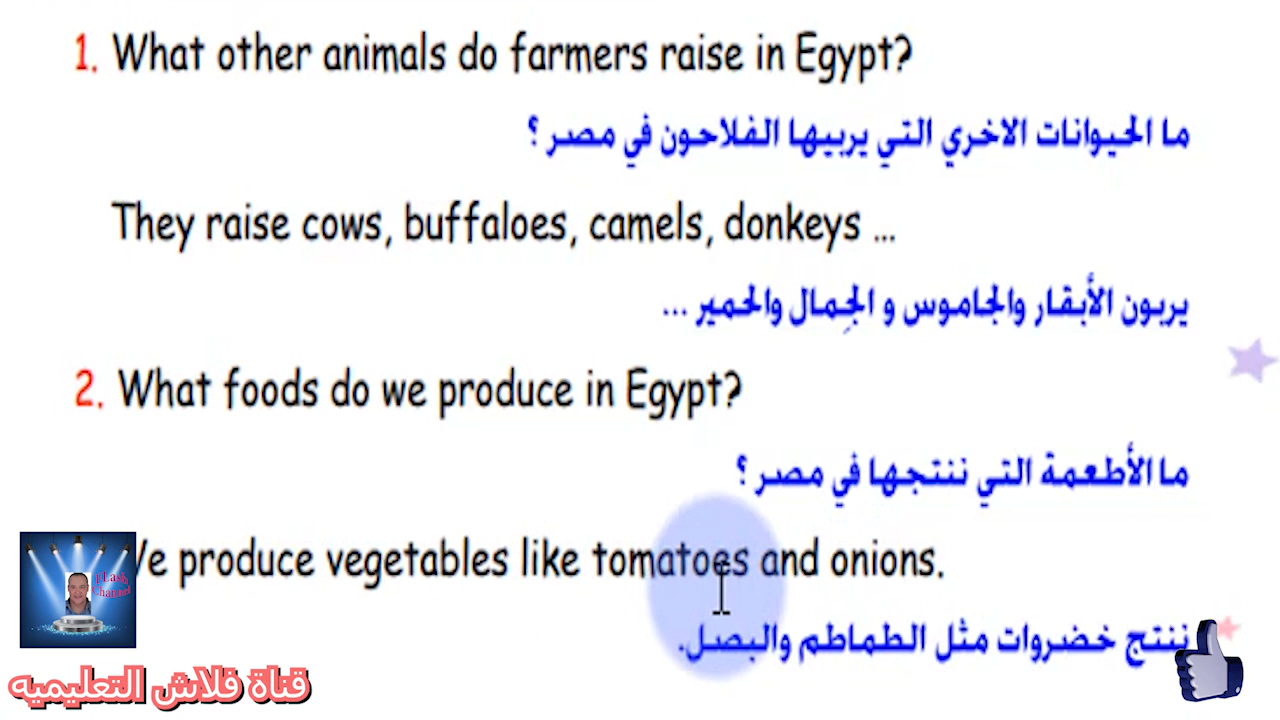 1. What other animals do farmers raise in Egypt?
ما الحيوانات الاخري التي يربيها الفلاحون في مصر ؟
They raise cows, buffaloes, camels, donkeys ...
يربون الأبقار والجاموس و الجِمال والحمير ...
2. What foods do we produce in Egypt?
ما الأطعمة التي ننتجها في مصر ؟
We produce vegetables like tomatoes and onions.
ننتج خضروات مثل الطماطم والبصل.
FLash
Channel
قناة فلاش التعليميه